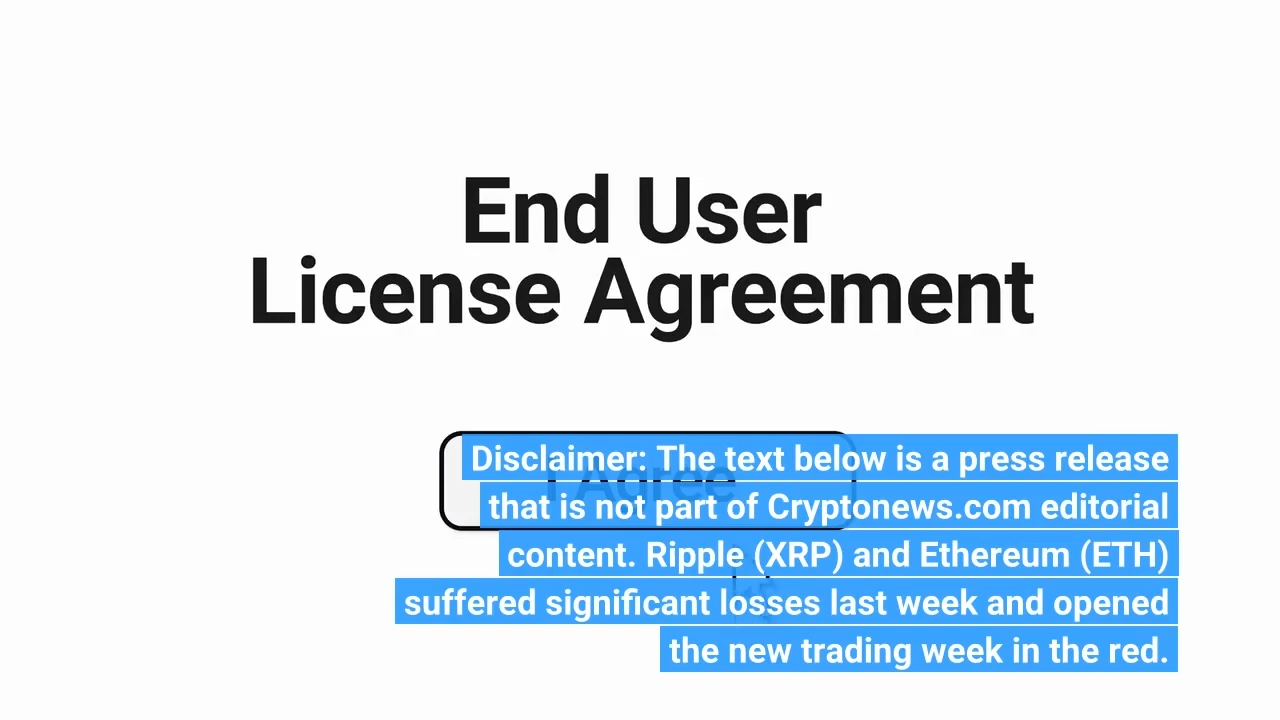 End User
License Agreement
I Agree
Disclaimer: The text below is a press release
that is not part of Cryptonews.com editorial
content. Ripple (XRP) and Ethereum (ETH)
suffered significant losses last week and opened
the new trading week in the red.